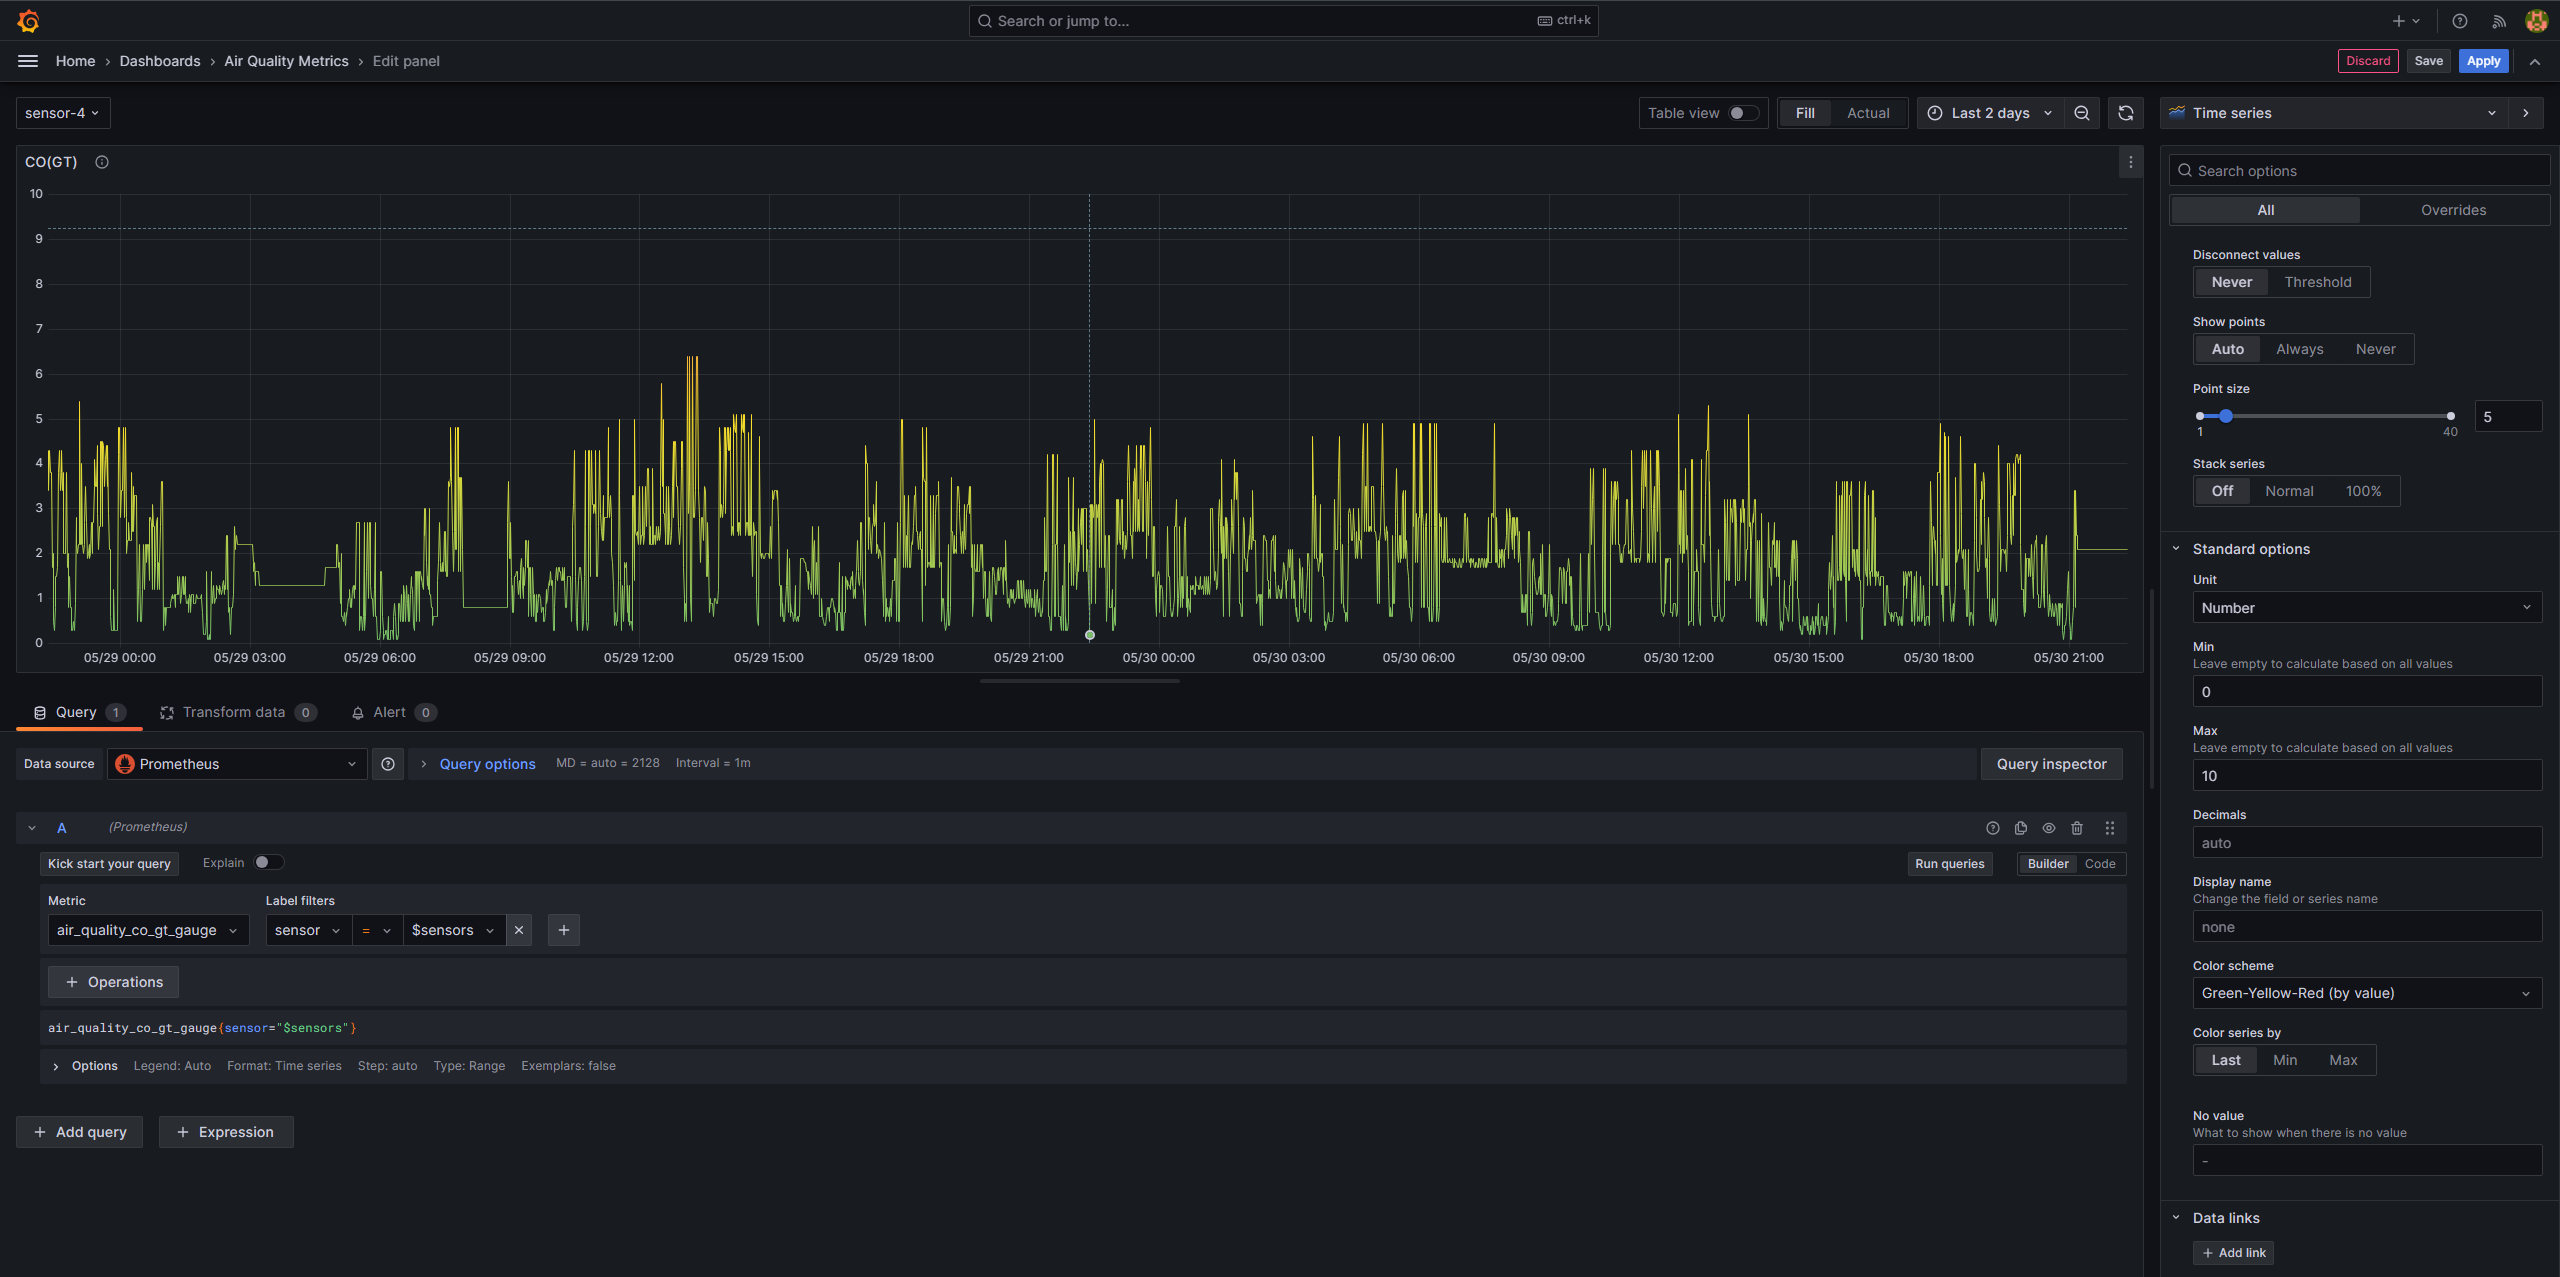 Search or jump to...
ctrl+k
Home › Dashboards › Air Quality Metrics › Edit panel
Discard
Save
Apply
sensor-4
Table view
Fill
Actual
Last 2 days
Time series
CO(GT)
10
9
8
7
6
5
4
3
2
1
0
05/29 00:00
05/29 03:00
05/29 06:00
05/29 09:00
05/29 12:00
05/29 15:00
05/29 18:00
05/29 21:00
05/30 00:00
05/30 03:00
05/30 06:00
05/30 09:00
05/30 12:00
05/30 15:00
05/30 18:00
05/30 21:00
Query 1
Transform data 0
Alert 0
Data source
Prometheus
Query options
MD = auto = 2128
Interval = 1m
Query inspector
A
(Prometheus)
Kick start your query
Explain
Run queries
Builder
Code
Metric
Label filters
air_quality_co_gt_gauge
sensor
=
$sensors
+ Operations
air_quality_co_gt_gauge{sensor="$sensors"}
Options
Legend: Auto
Format: Time series
Step: auto
Type: Range
Exemplars: false
+ Add query
+ Expression
Search options
All
Overrides
Disconnect values
Never
Threshold
Show points
Auto
Always
Never
Point size
5
1
40
Stack series
Off
Normal
100%
Standard options
Unit
Number
Min
Leave empty to calculate based on all values
0
Max
Leave empty to calculate based on all values
10
Decimals
auto
Display name
Change the field or series name
none
Color scheme
Green-Yellow-Red (by value)
Color series by
Last
Min
Max
No value
What to show when there is no value
-
Data links
+ Add link